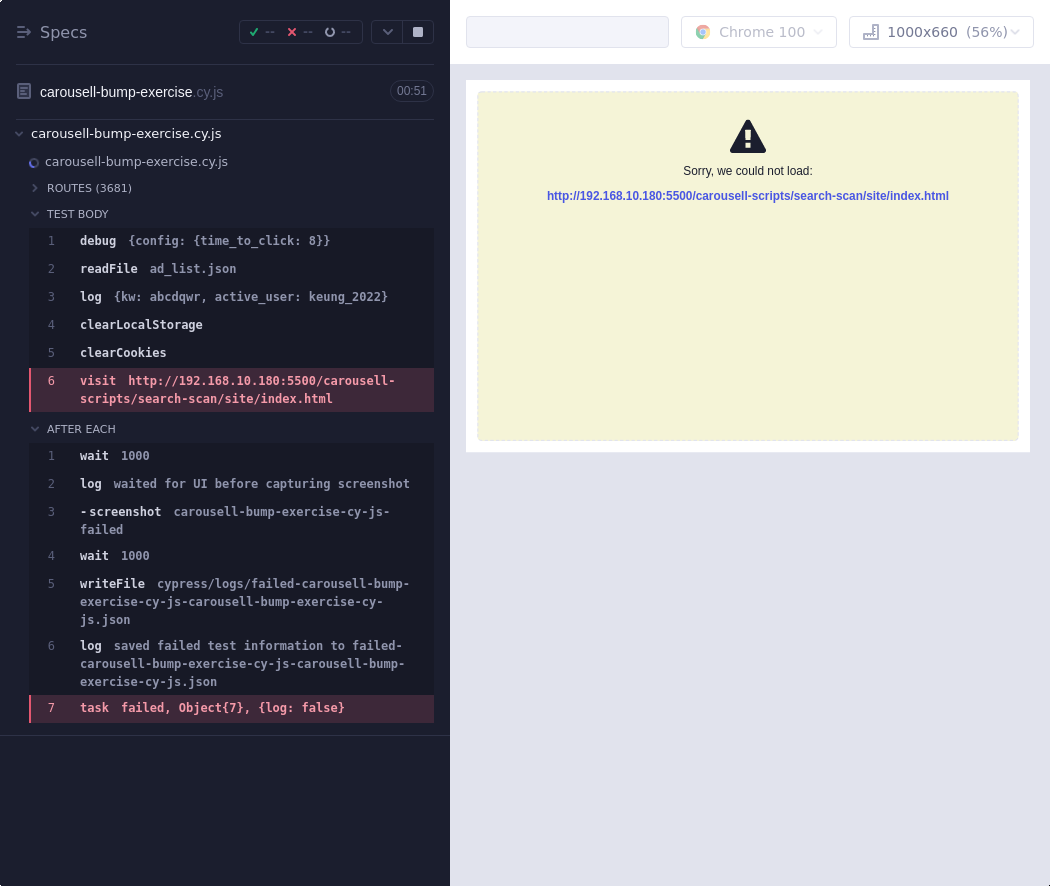 Specs
-- -- --
Chrome 100
1000x660 (56%)
carousell-bump-exercise.cy.js
00:51
carousell-bump-exercise.cy.js
carousell-bump-exercise.cy.js
ROUTES (3681)
TEST BODY
1 debug {config: {time_to_click: 8}}
2 readFile ad_list.json
3 log {kw: abcdqwr, active_user: keung_2022}
4 clearLocalStorage
5 clearCookies
6 visit http://192.168.10.180:5500/carousell-
scripts/search-scan/site/index.html
AFTER EACH
1 wait 1000
2 log waited for UI before capturing screenshot
3 -screenshot carousell-bump-exercise-cy-js-
failed
4 wait 1000
5 writeFile cypress/logs/failed-carousell-bump-
exercise-cy-js-carousell-bump-exercise-cy-
js.json
6 log saved failed test information to failed-
carousell-bump-exercise-cy-js-carousell-bump-
exercise-cy-js.json
7 task failed, Object{7}, {log: false}
Sorry, we could not load:
http://192.168.10.180:5500/carousell-scripts/search-scan/site/index.html